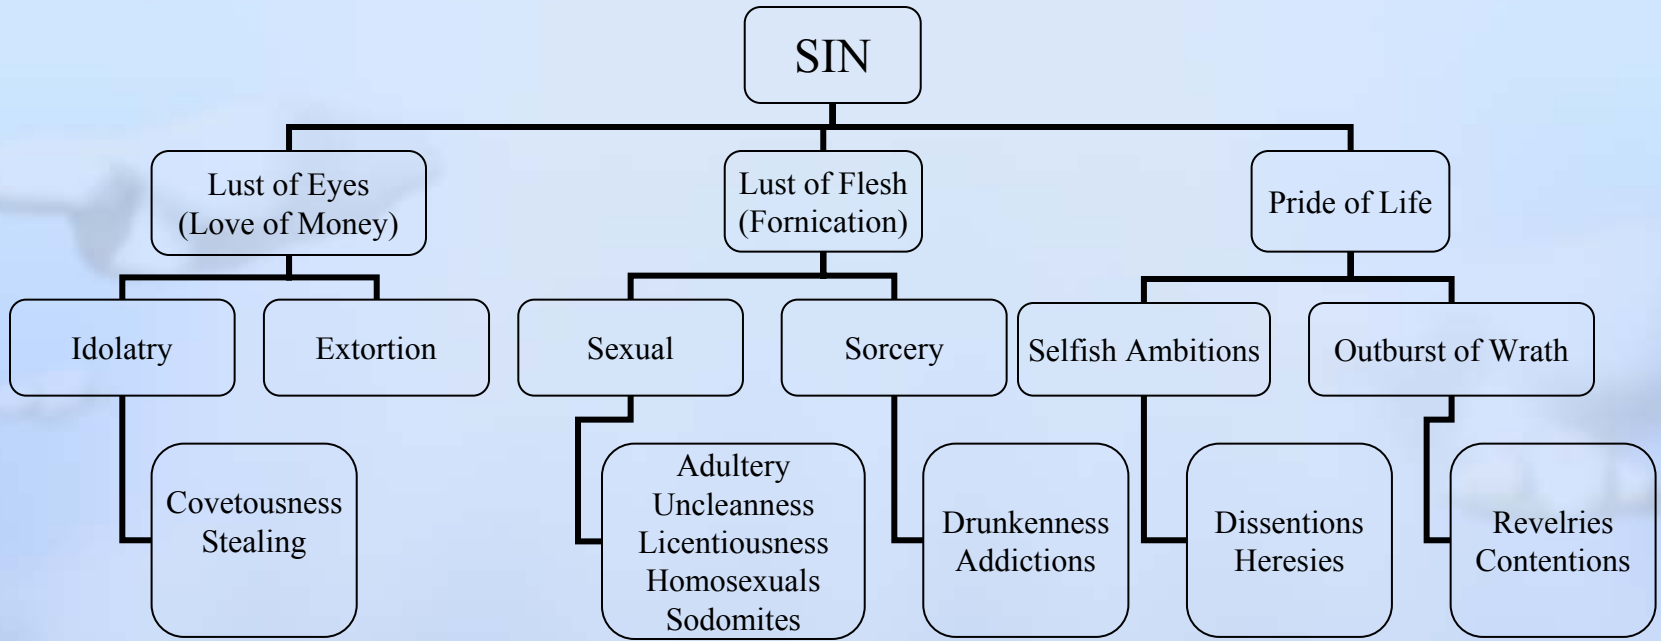 SIN
Lust of Eyes
(Love of Money)
Lust of Flesh
(Fornication)
Pride of Life
Idolatry
Extortion
Sexual
Sorcery
Selfish Ambitions
Outburst of Wrath
Covetousness
Stealing
Adultery
Uncleanness
Licentiousness
Homosexuals
Sodomites
Drunkenness
Addictions
Dissentions
Heresies
Revelries
Contentions